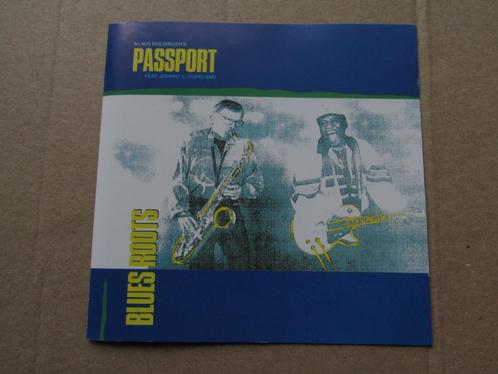 KLAUS DOLDINGER'S
PASSPORT
FEAT. JOHNNY C. COPELAND
BLUES ROOTS